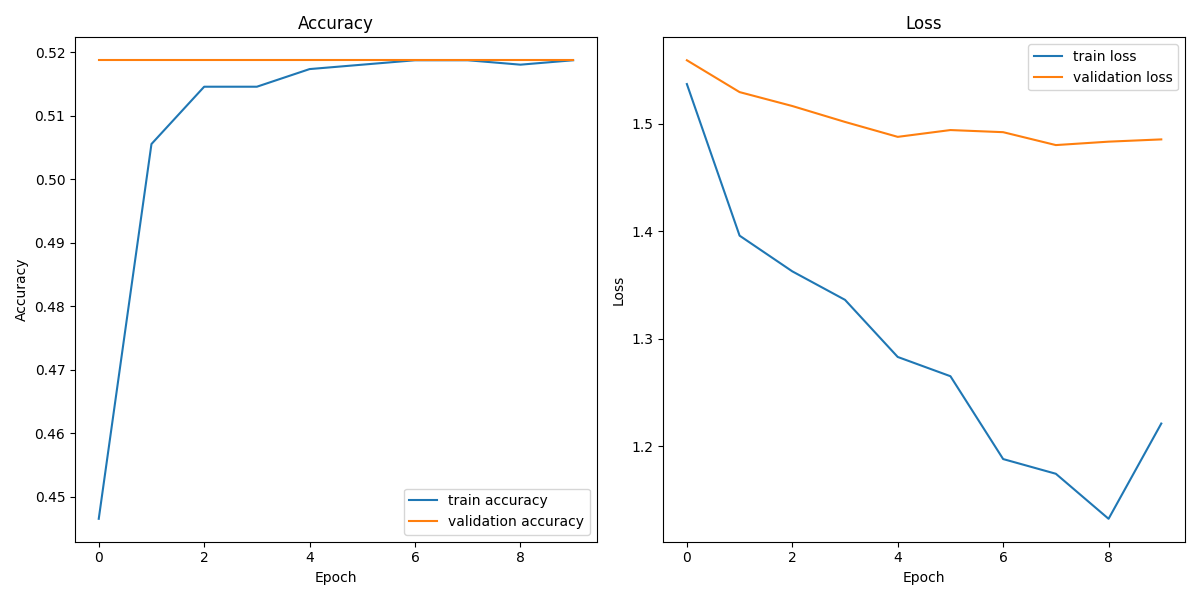 Accuracy
0.52
0.51
0.50
0.49
0.48
0.47
0.46
0.45
Accuracy
train accuracy
validation accuracy
0 2 4 6 8
Epoch
Loss
1.5
1.4
1.3
1.2
Loss
train loss
validation loss
0 2 4 6 8
Epoch